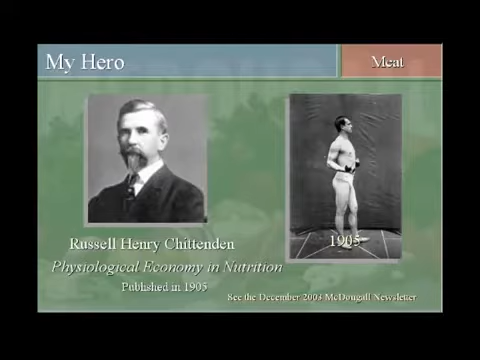 My Hero
Meat
Russell Henry Chittenden
Physiological Economy in Nutrition
Published in 1905
1905
See the December 2003 McDougall Newsletter